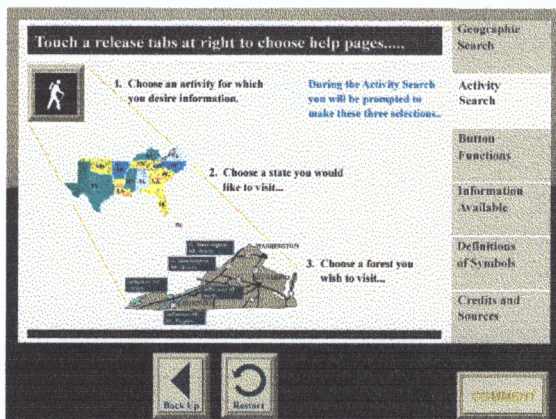 Touch a release tabs at right to choose help pages.....
1. Choose an activity for which
you desire information.
During the Activity Search
you will be prompted to
make these three selections..
2. Choose a state you would
like to visit...
3. Choose a forest you
wish to visit...
WASHINGTON
Geographic
Search
Activity
Search
Button
Functions
Information
Available
Definitions
of Symbols
Credits and
Sources
Back Up
Restart
COMMENT